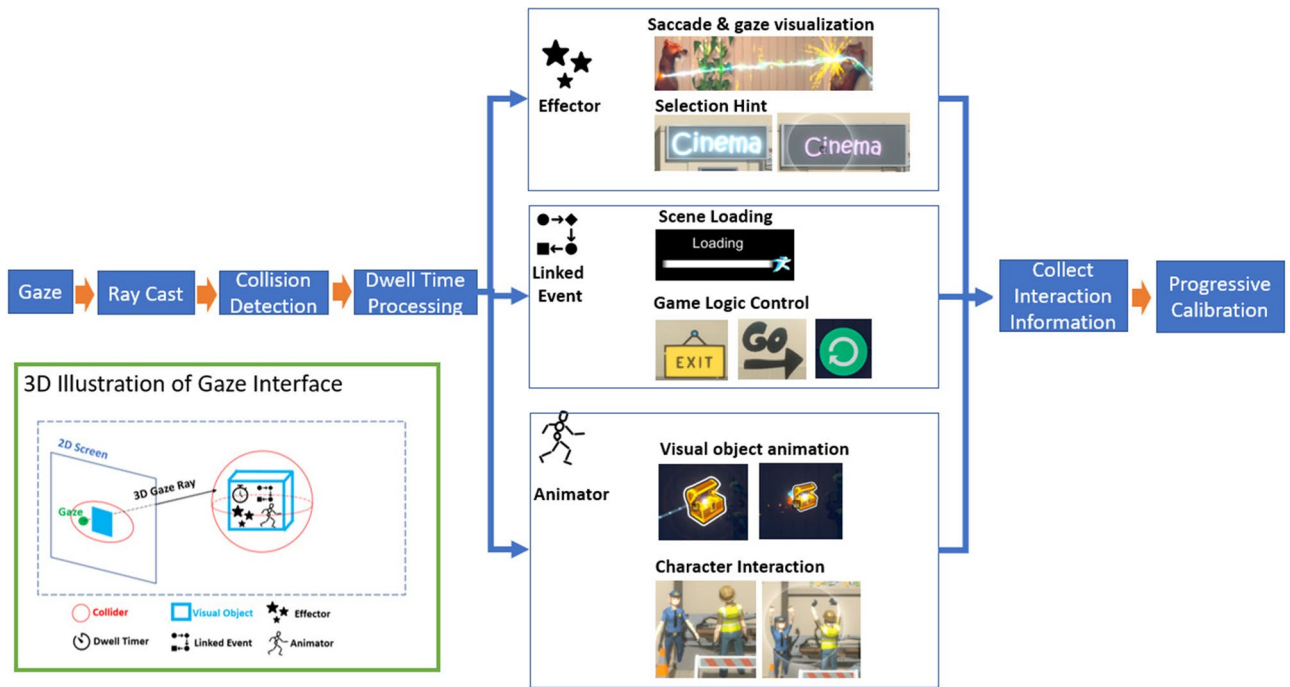 Gaze
Ray Cast
Collision
Detection
Dwell Time
Processing
Effector
Saccade & gaze visualization
Selection Hint
Cinema
Cinema
Linked
Event
Scene Loading
Loading
Game Logic Control
EXIT
GO
Animator
Visual object animation
Character Interaction
Collect
Interaction
Information
Progressive
Calibration
3D Illustration of Gaze Interface
2D Screen
3D Gaze Ray
Gaze
Collider
Visual Object
Effector
Dwell Timer
Linked Event
Animator